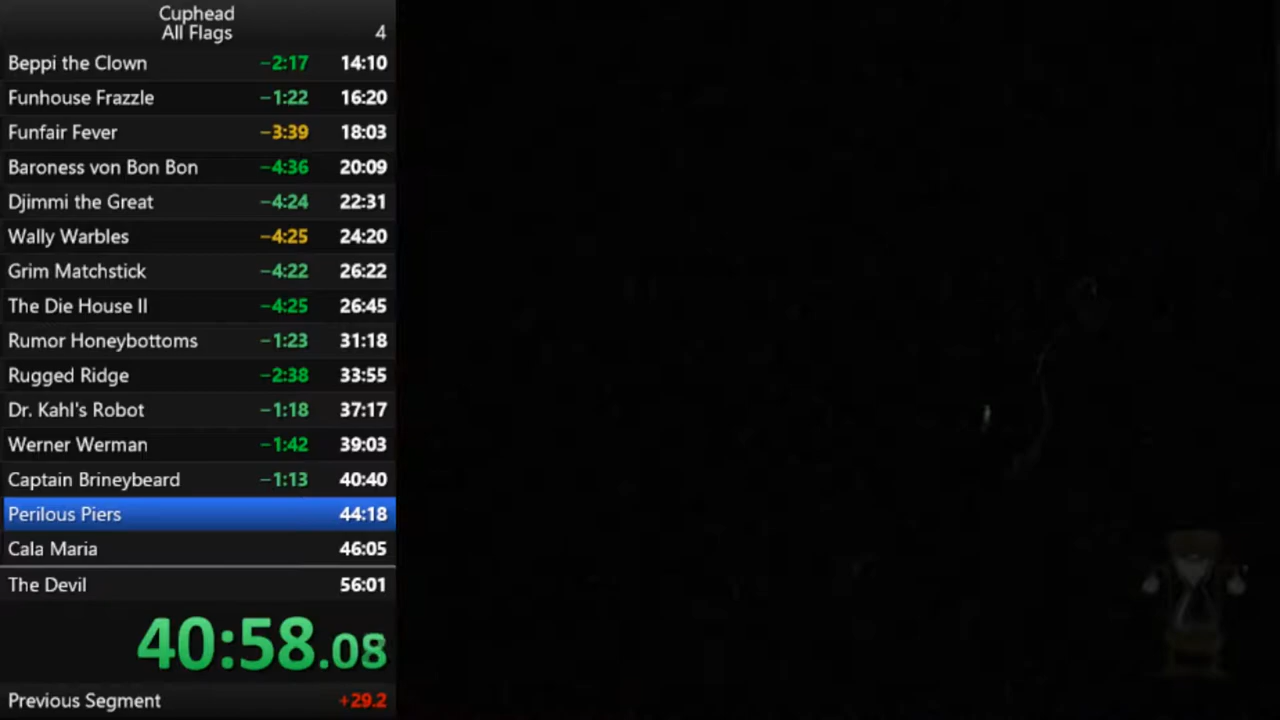 Cuphead
All Flags 4
Beppi the Clown −2:17 14:10
Funhouse Frazzle −1:22 16:20
Funfair Fever −3:39 18:03
Baroness von Bon Bon −4:36 20:09
Djimmi the Great −4:24 22:31
Wally Warbles −4:25 24:20
Grim Matchstick −4:22 26:22
The Die House II −4:25 26:45
Rumor Honeybottoms −1:23 31:18
Rugged Ridge −2:38 33:55
Dr. Kahl's Robot −1:18 37:17
Werner Werman −1:42 39:03
Captain Brineybeard −1:13 40:40
Perilous Piers 44:18
Cala Maria 46:05
The Devil 56:01
40:58.08
Previous Segment +29.2